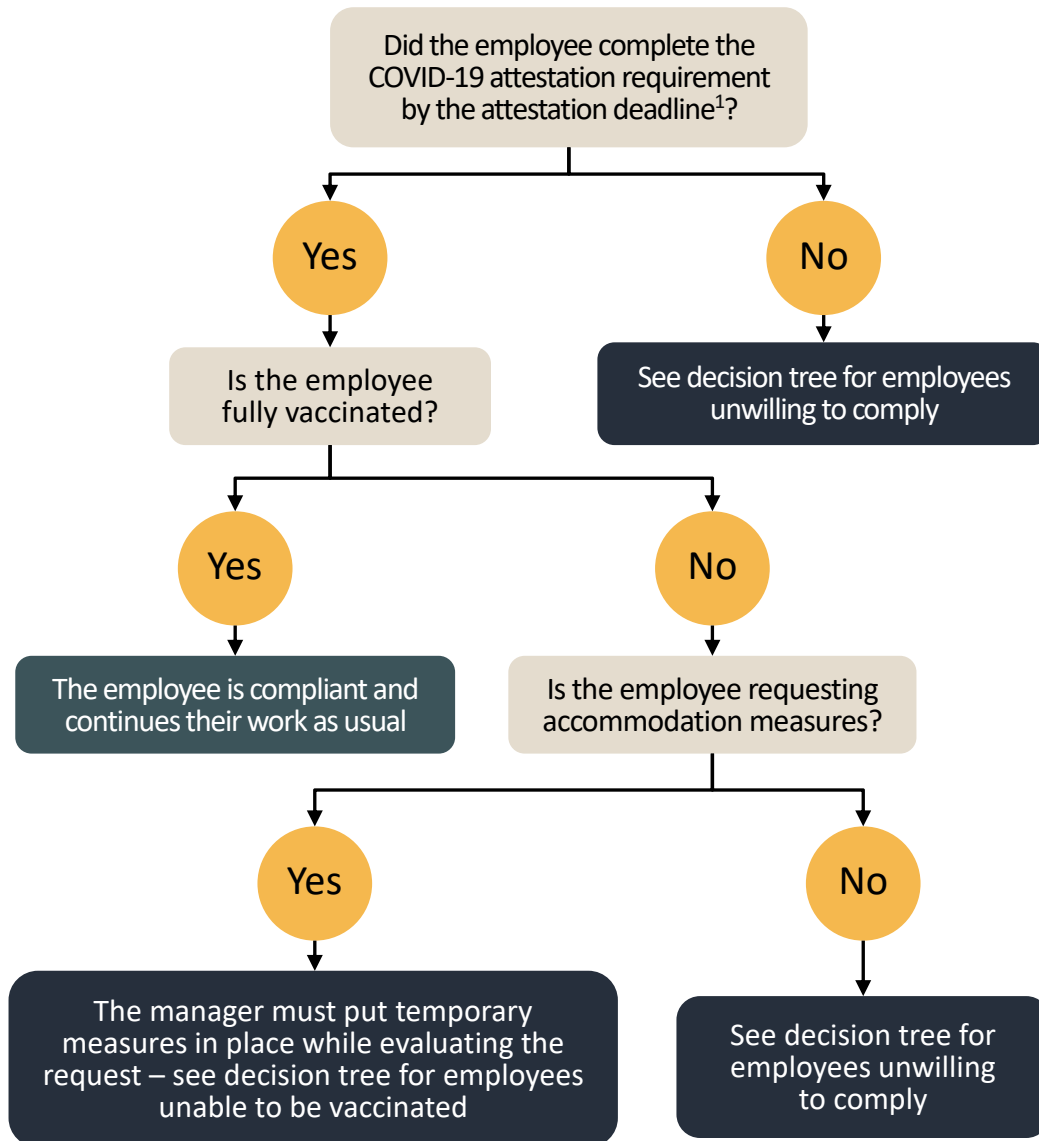 Did the employee complete the
COVID-19 attestation requirement
by the attestation deadline¹?
Yes
No
Is the employee
fully vaccinated?
See decision tree for employees
unwilling to comply
Yes
No
The employee is compliant and
continues their work as usual
Is the employee requesting
accommodation measures?
Yes
No
The manager must put temporary
measures in place while evaluating the
request – see decision tree for employees
unable to be vaccinated
See decision tree for
employees unwilling
to comply